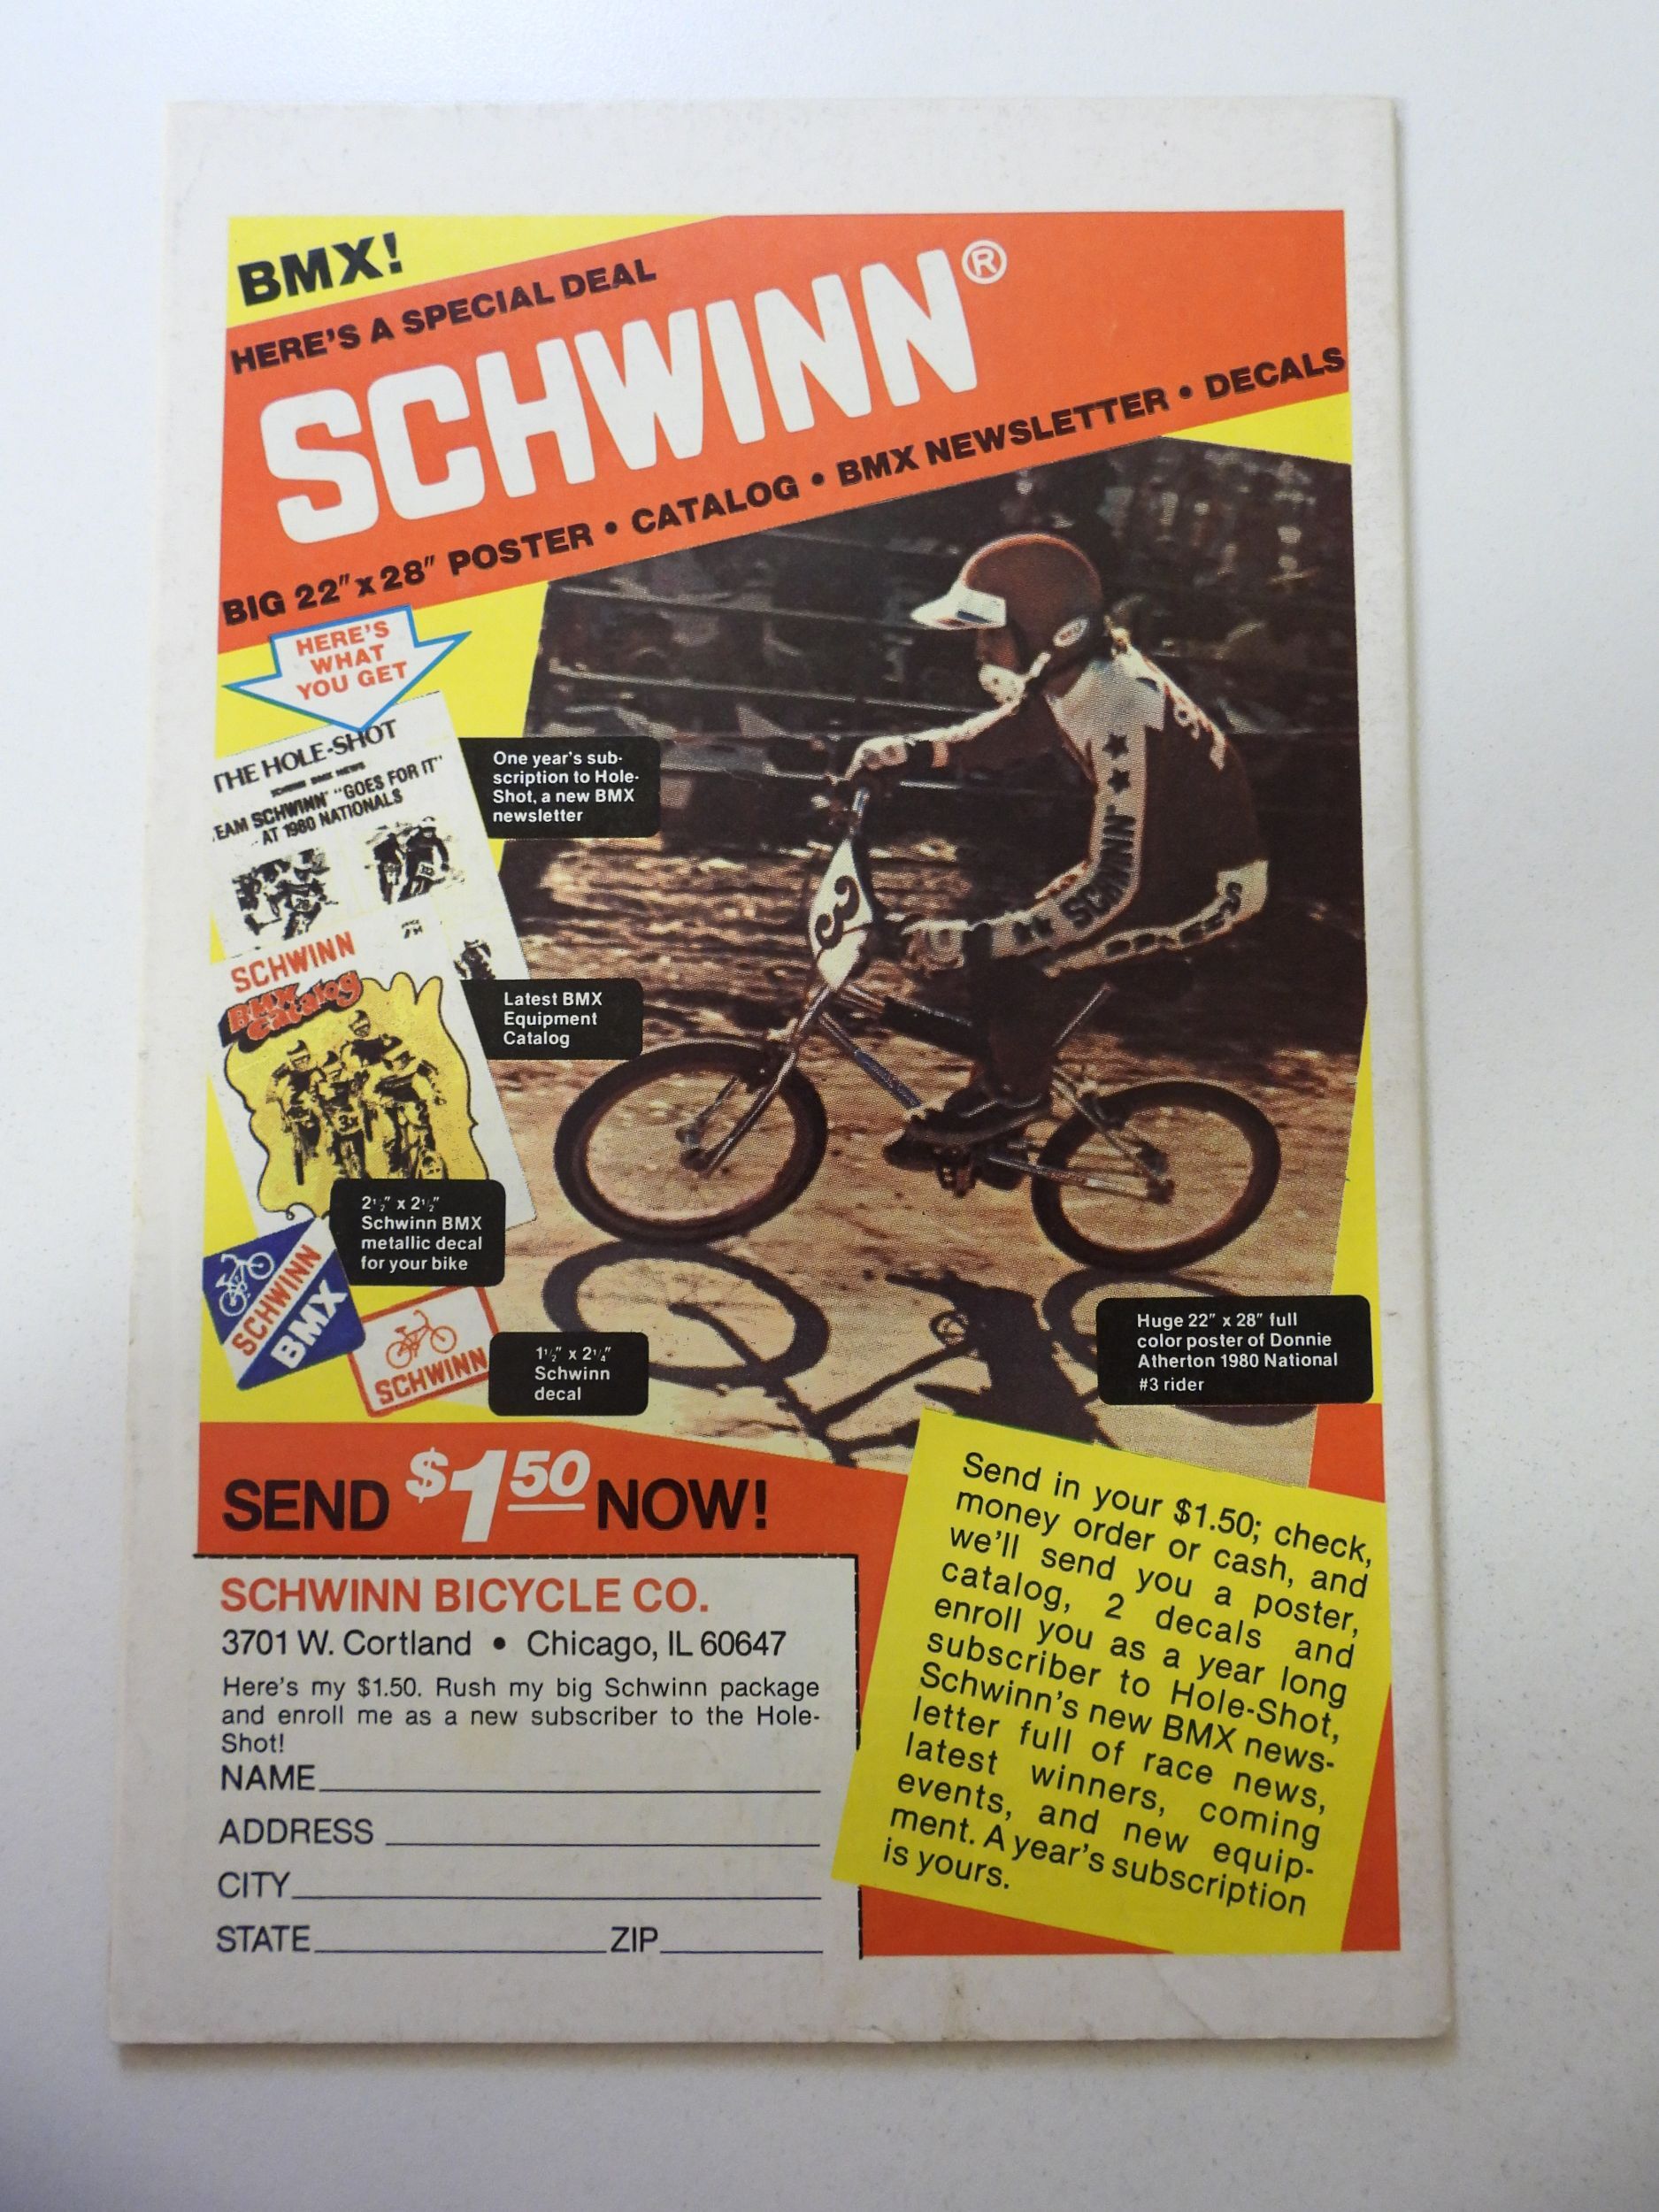 BMX!
HERE'S A SPECIAL DEAL
SCHWINN®
BIG 22" x 28" POSTER • CATALOG • BMX NEWSLETTER • DECALS
HERE'S
WHAT
YOU GET
THE HOLE-SHOT
SCHWINN BMX NEWS
EAM SCHWINN "GOES FOR IT"
AT 1980 NATIONALS
One year's sub-
scription to Hole-
Shot, a new BMX
newsletter
SCHWINN
BMX
Catalog
Latest BMX
Equipment
Catalog
2½" x 2½"
Schwinn BMX
metallic decal
for your bike
SCHWINN
BMX
SCHWINN
1½" x 2¼"
Schwinn
decal
BELL
3
SCHWINN
Huge 22" x 28" full
color poster of Donnie
Atherton 1980 National
#3 rider
SEND $1.50 NOW!
SCHWINN BICYCLE CO.
3701 W. Cortland • Chicago, IL 60647
Here's my $1.50. Rush my big Schwinn package
and enroll me as a new subscriber to the Hole-
Shot!
NAME
ADDRESS
CITY
STATE ZIP
Send in your $1.50; check,
money order or cash, and
we'll send you a poster,
catalog, 2 decals and
enroll you as a year long
subscriber to Hole-Shot,
Schwinn's new BMX news-
letter full of race news,
latest winners, coming
events, and new equip-
ment. A year's subscription
is yours.